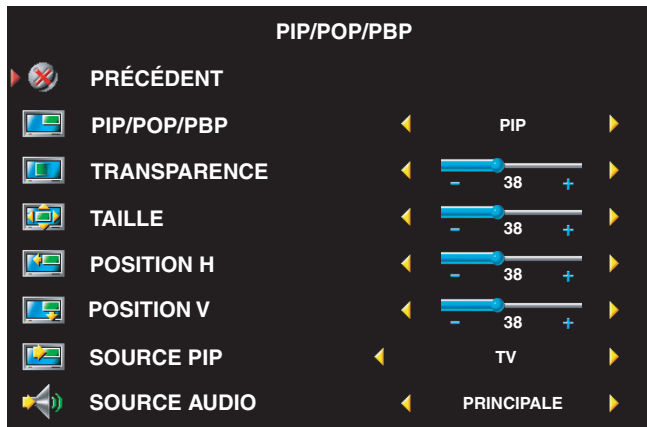 PIP/POP/PBP
PRÉCÉDENT
PIP/POP/PBP PIP
TRANSPARENCE - 38 +
TAILLE - 38 +
POSITION H - 38 +
POSITION V - 38 +
SOURCE PIP TV
SOURCE AUDIO PRINCIPALE